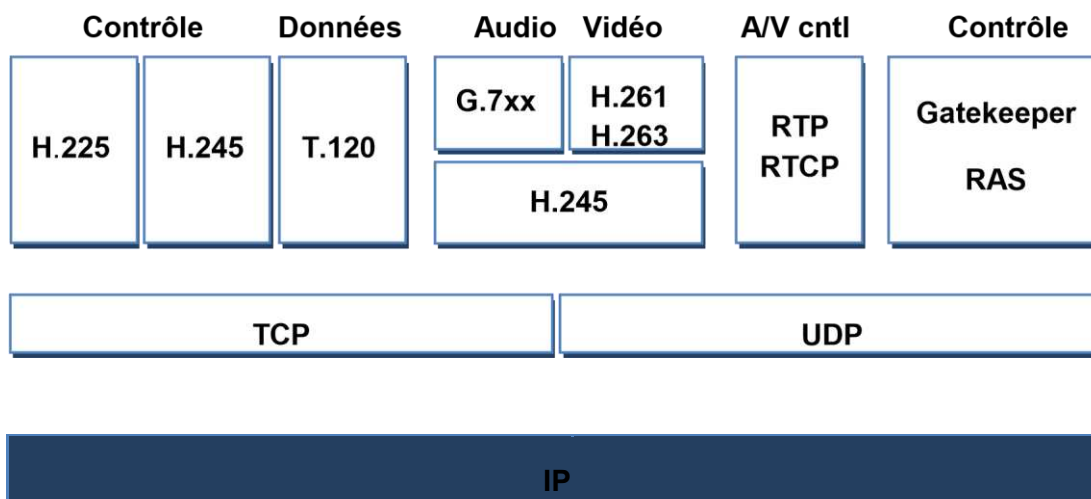 Contrôle Données Audio Vidéo A/V cntl Contrôle
H.225 H.245 T.120
G.7xx
H.261
H.263
H.245
RTP
RTCP
Gatekeeper
RAS
TCP UDP
IP